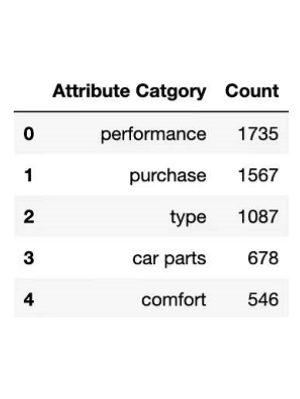 Attribute Catgory Count
0 performance 1735
1 purchase 1567
2 type 1087
3 car parts 678
4 comfort 546